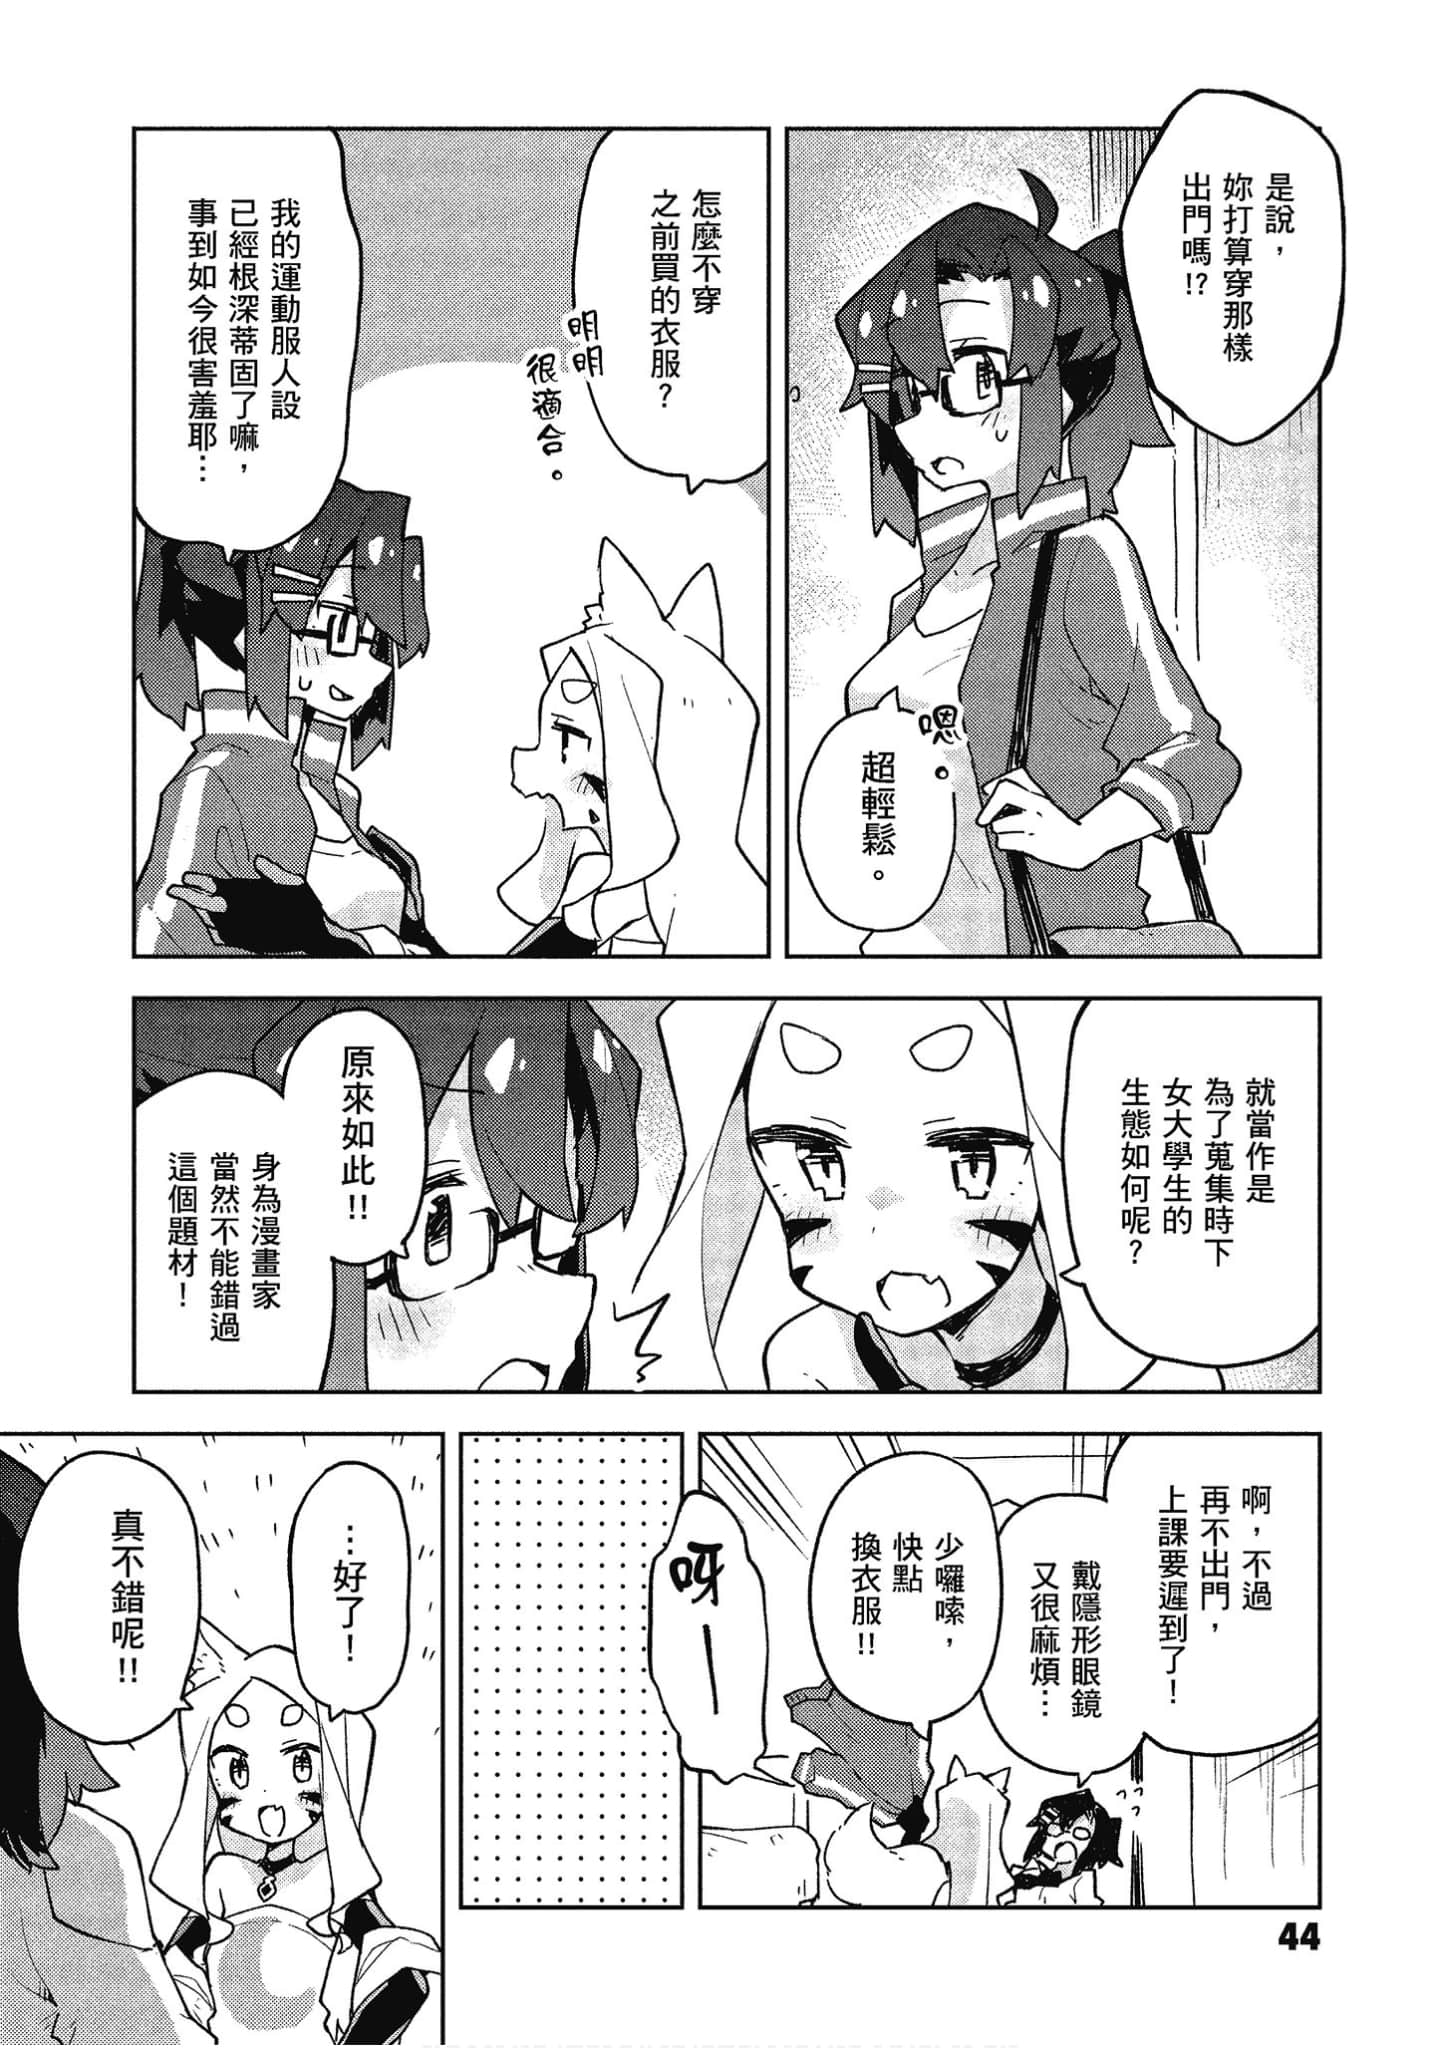 是說，
妳打算穿那樣
出門嗎!?
嗯。
超輕鬆。
怎麼不穿
之前買的衣服？
明明
很適合。
我的運動服人設
已經根深蒂固了嘛，
事到如今很害羞耶…
就當作是
為了蒐集時下
女大學生的
生態如何呢？
原來如此!!
身為漫畫家
當然不能錯過
這個題材！
啊，不過
再不出門，
上課要遲到了！
戴隱形眼鏡
又很麻煩…
少囉嗦，
快點
換衣服!!
呀—
…好了！
真不錯呢!!
44